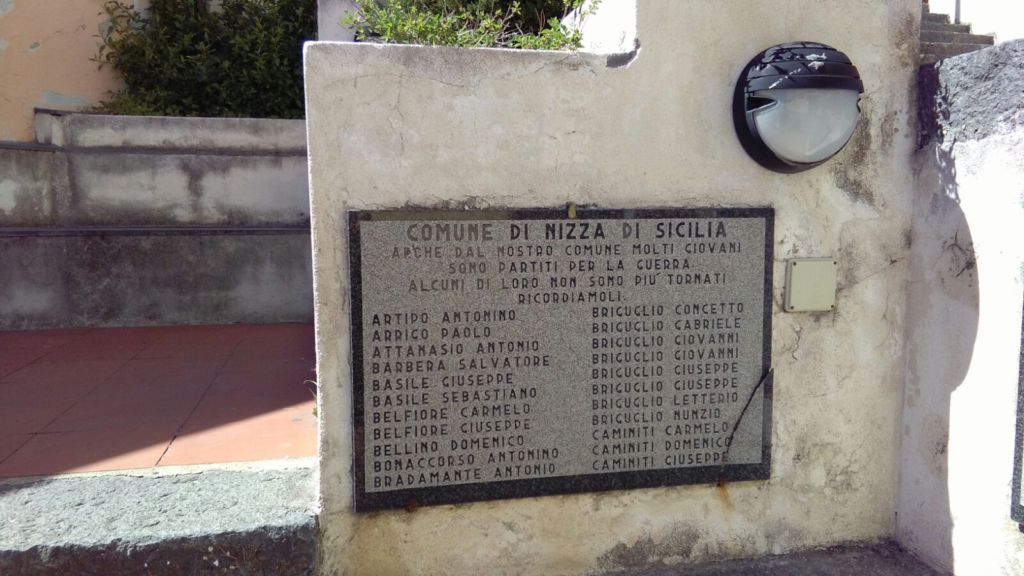 COMUNE DI NIZZA DI SICILIA
ANCHE DAL NOSTRO COMUNE MOLTI GIOVANI
SONO PARTITI PER LA GUERRA.
ALCUNI DI LORO NON SONO PIÙ TORNATI
RICORDIAMOLI.
ARTIPO ANTONINO
ARRIGO PAOLO
ATTANASIO ANTONIO
BARBERA SALVATORE
BASILE GIUSEPPE
BASILE SEBASTIANO
BELFIORE CARMELO
BELFIORE GIUSEPPE
BELLINO DOMENICO
BONACCORSO ANTONINO
BRADAMANTE ANTONIO
BRIGUGLIO CONCETTO
BRIGUGLIO GABRIELE
BRIGUGLIO GIOVANNI
BRIGUGLIO GIOVANNI
BRIGUGLIO GIUSEPPE
BRIGUGLIO GIUSEPPE
BRIGUGLIO LETTERIO
BRIGUGLIO NUNZIO
CAMINITI CARMELO
CAMINITI DOMENICO
CAMINITI GIUSEPPE